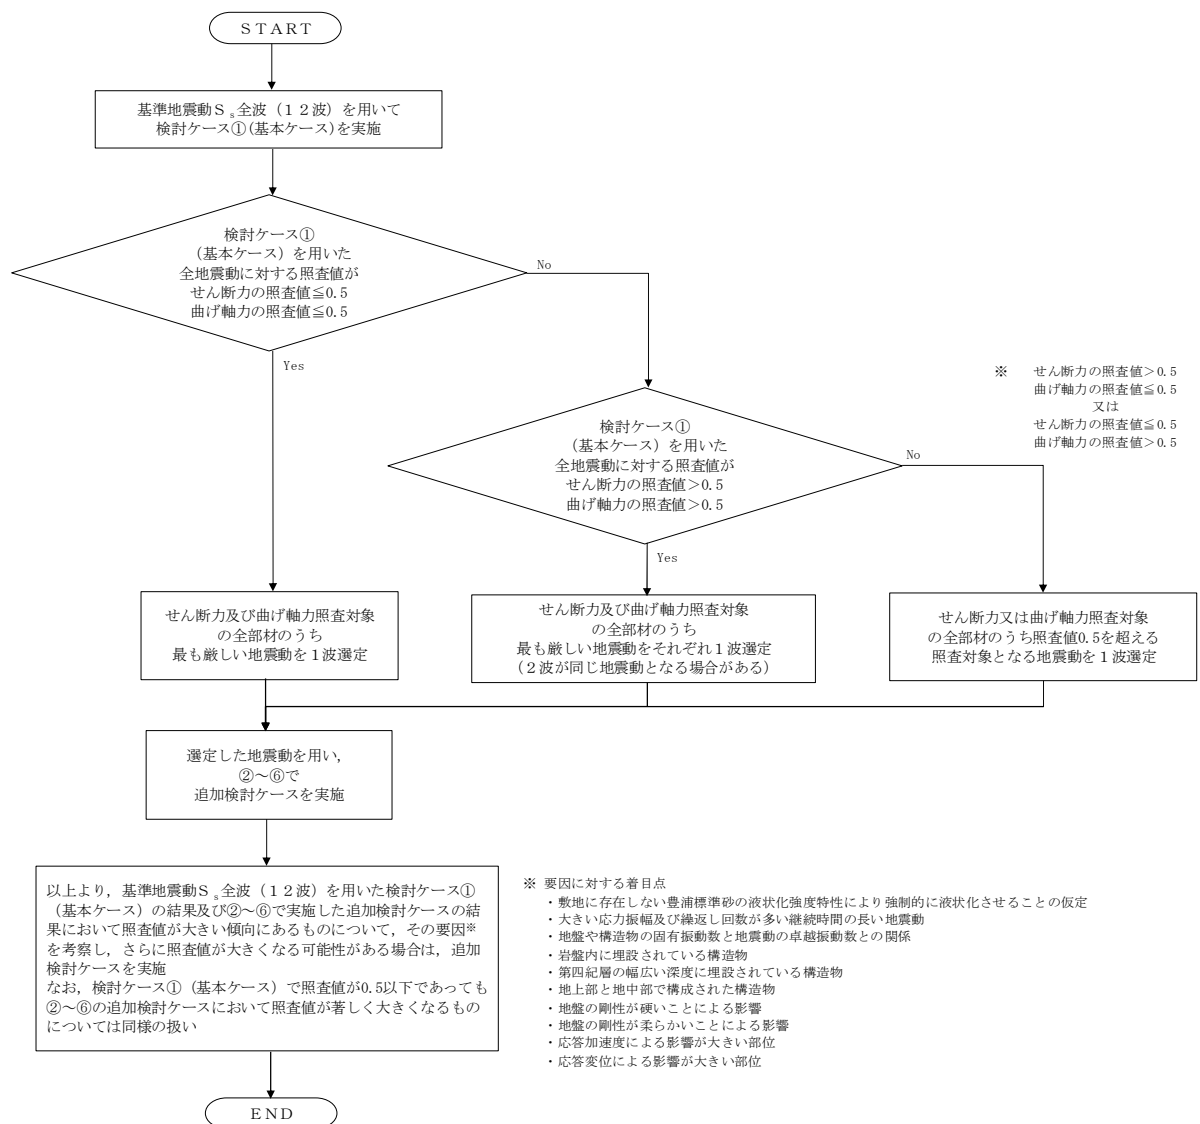 ＳＴＡＲＴ
基準地震動Ｓｓ全波（１２波）を用いて
検討ケース①(基本ケース)を実施
検討ケース①
（基本ケース）を用いた
全地震動に対する照査値が
せん断力の照査値≦0.5
曲げ軸力の照査値≦0.5
No
Yes
※ せん断力の照査値＞0.5
曲げ軸力の照査値≦0.5
又は
せん断力の照査値≦0.5
曲げ軸力の照査値＞0.5
検討ケース①
（基本ケース）を用いた
全地震動に対する照査値が
せん断力の照査値＞0.5
曲げ軸力の照査値＞0.5
No
Yes
せん断力及び曲げ軸力照査対象
の全部材のうち
最も厳しい地震動を１波選定
せん断力及び曲げ軸力照査対象
の全部材のうち
最も厳しい地震動をそれぞれ１波選定
（２波が同じ地震動となる場合がある）
せん断力又は曲げ軸力照査対象
の全部材のうち照査値0.5を超える
照査対象となる地震動を１波選定
選定した地震動を用い，
②～⑥で
追加検討ケースを実施
以上より，基準地震動Ｓｓ全波（１２波）を用いた検討ケース①
（基本ケース）の結果及び②～⑥で実施した追加検討ケースの結
果において照査値が大きい傾向にあるものについて，その要因※
を考察し，さらに照査値が大きくなる可能性がある場合は，追加
検討ケースを実施
なお，検討ケース①（基本ケース）で照査値が0.5以下であっても
②～⑥の追加検討ケースにおいて照査値が著しく大きくなるもの
については同様の扱い
※ 要因に対する着目点
・敷地に存在しない豊浦標準砂の液状化強度特性により強制的に液状化させることの仮定
・大きい応力振幅及び繰返し回数が多い継続時間の長い地震動
・地盤や構造物の固有振動数と地震動の卓越振動数との関係
・岩盤内に埋設されている構造物
・第四紀層の幅広い深度に埋設されている構造物
・地上部と地中部で構成された構造物
・地盤の剛性が硬いことによる影響
・地盤の剛性が柔らかいことによる影響
・応答加速度による影響が大きい部位
・応答変位による影響が大きい部位
ＥＮＤ